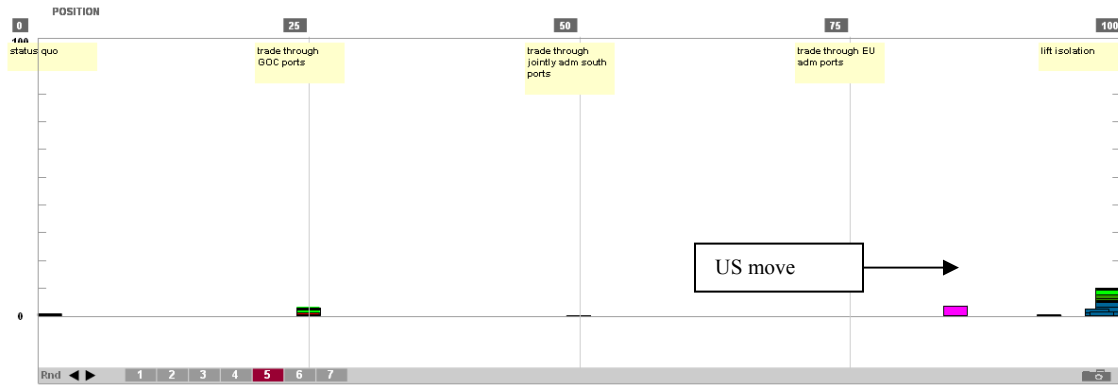 POSITION
0 25 50 75 100
100
status quo
trade through
GOC ports
trade through
jointly adm south
ports
trade through EU
adm ports
lift isolation
US move
0
Rnd 1 2 3 4 5 6 7